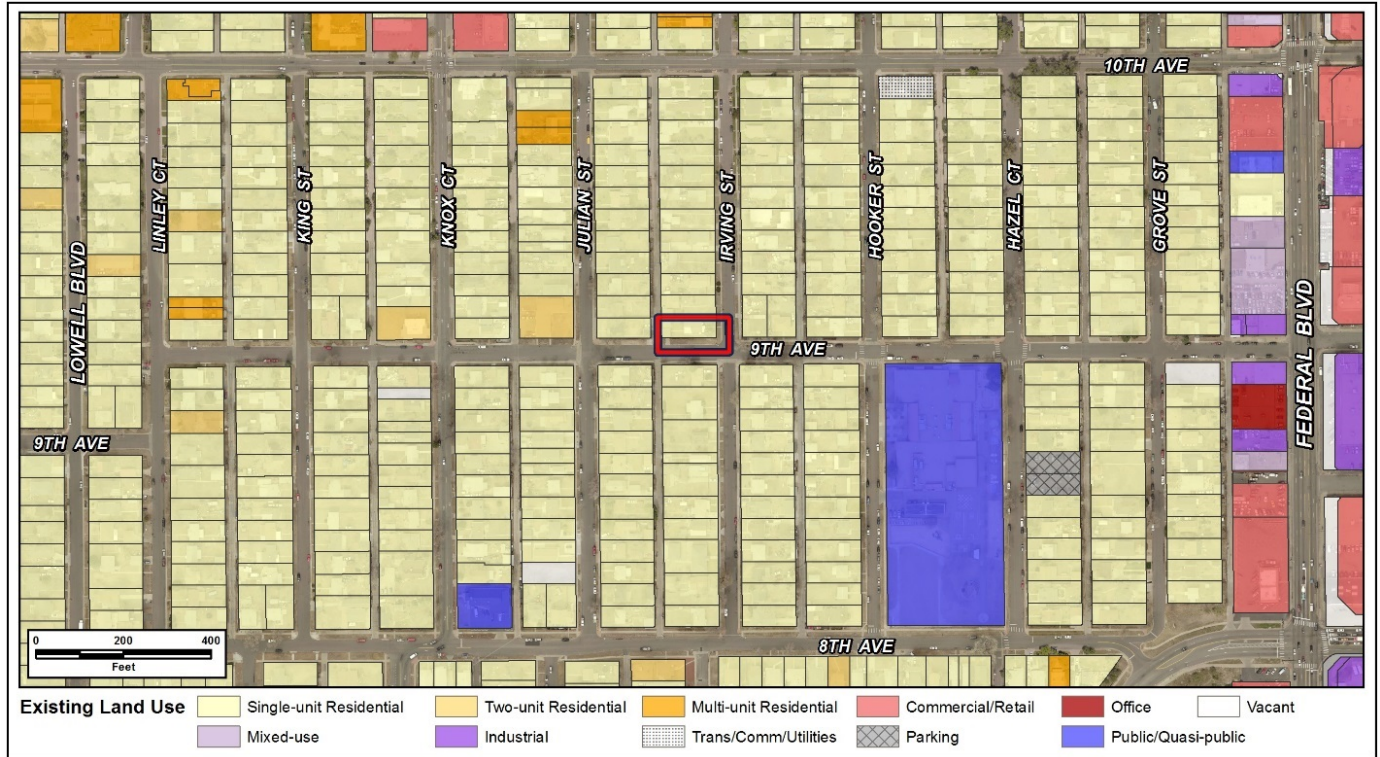 10TH AVE
LOWELL BLVD
LINLEY CT
KING ST
KNOX CT
JULIAN ST
IRVING ST
HOOKER ST
HAZEL CT
GROVE ST
FEDERAL BLVD
9TH AVE
9TH AVE
8TH AVE
0 200 400
Feet
Existing Land Use
Single-unit Residential Two-unit Residential Multi-unit Residential Commercial/Retail Office Vacant
Mixed-use Industrial Trans/Comm/Utilities Parking Public/Quasi-public